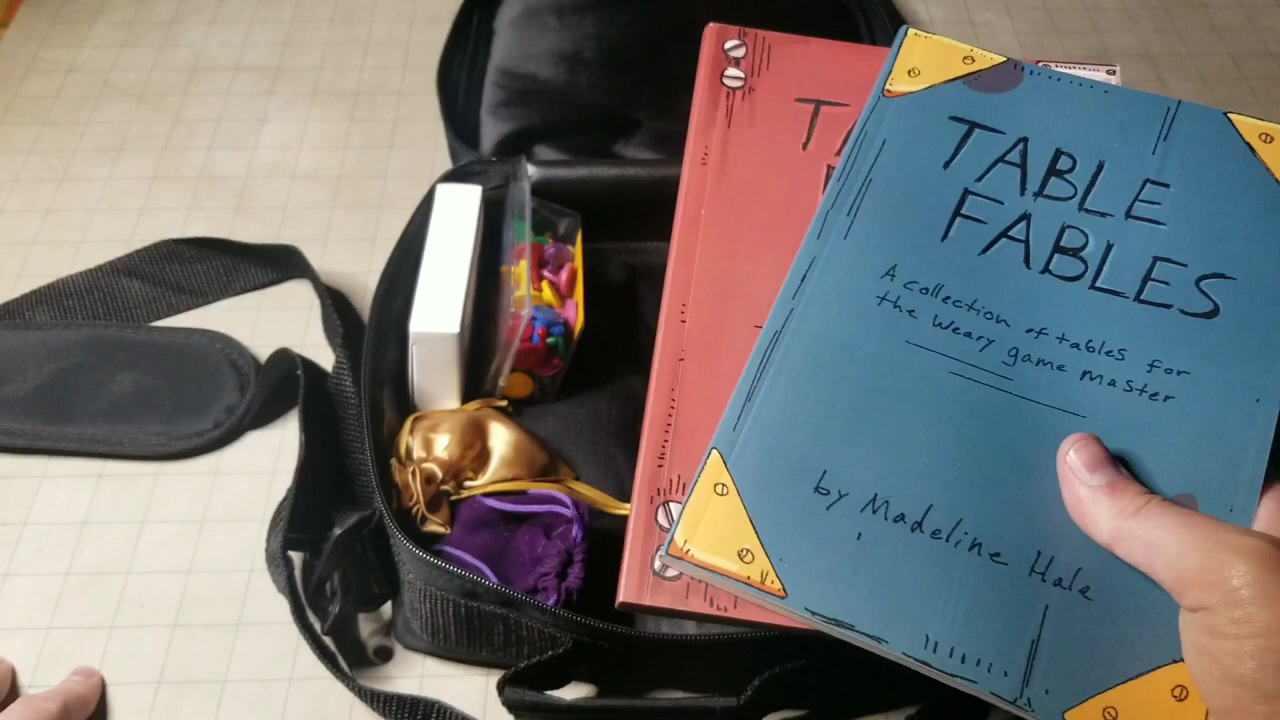 TABLE
FABLES
A collection of tables for
the weary game master
by Madeline Hale